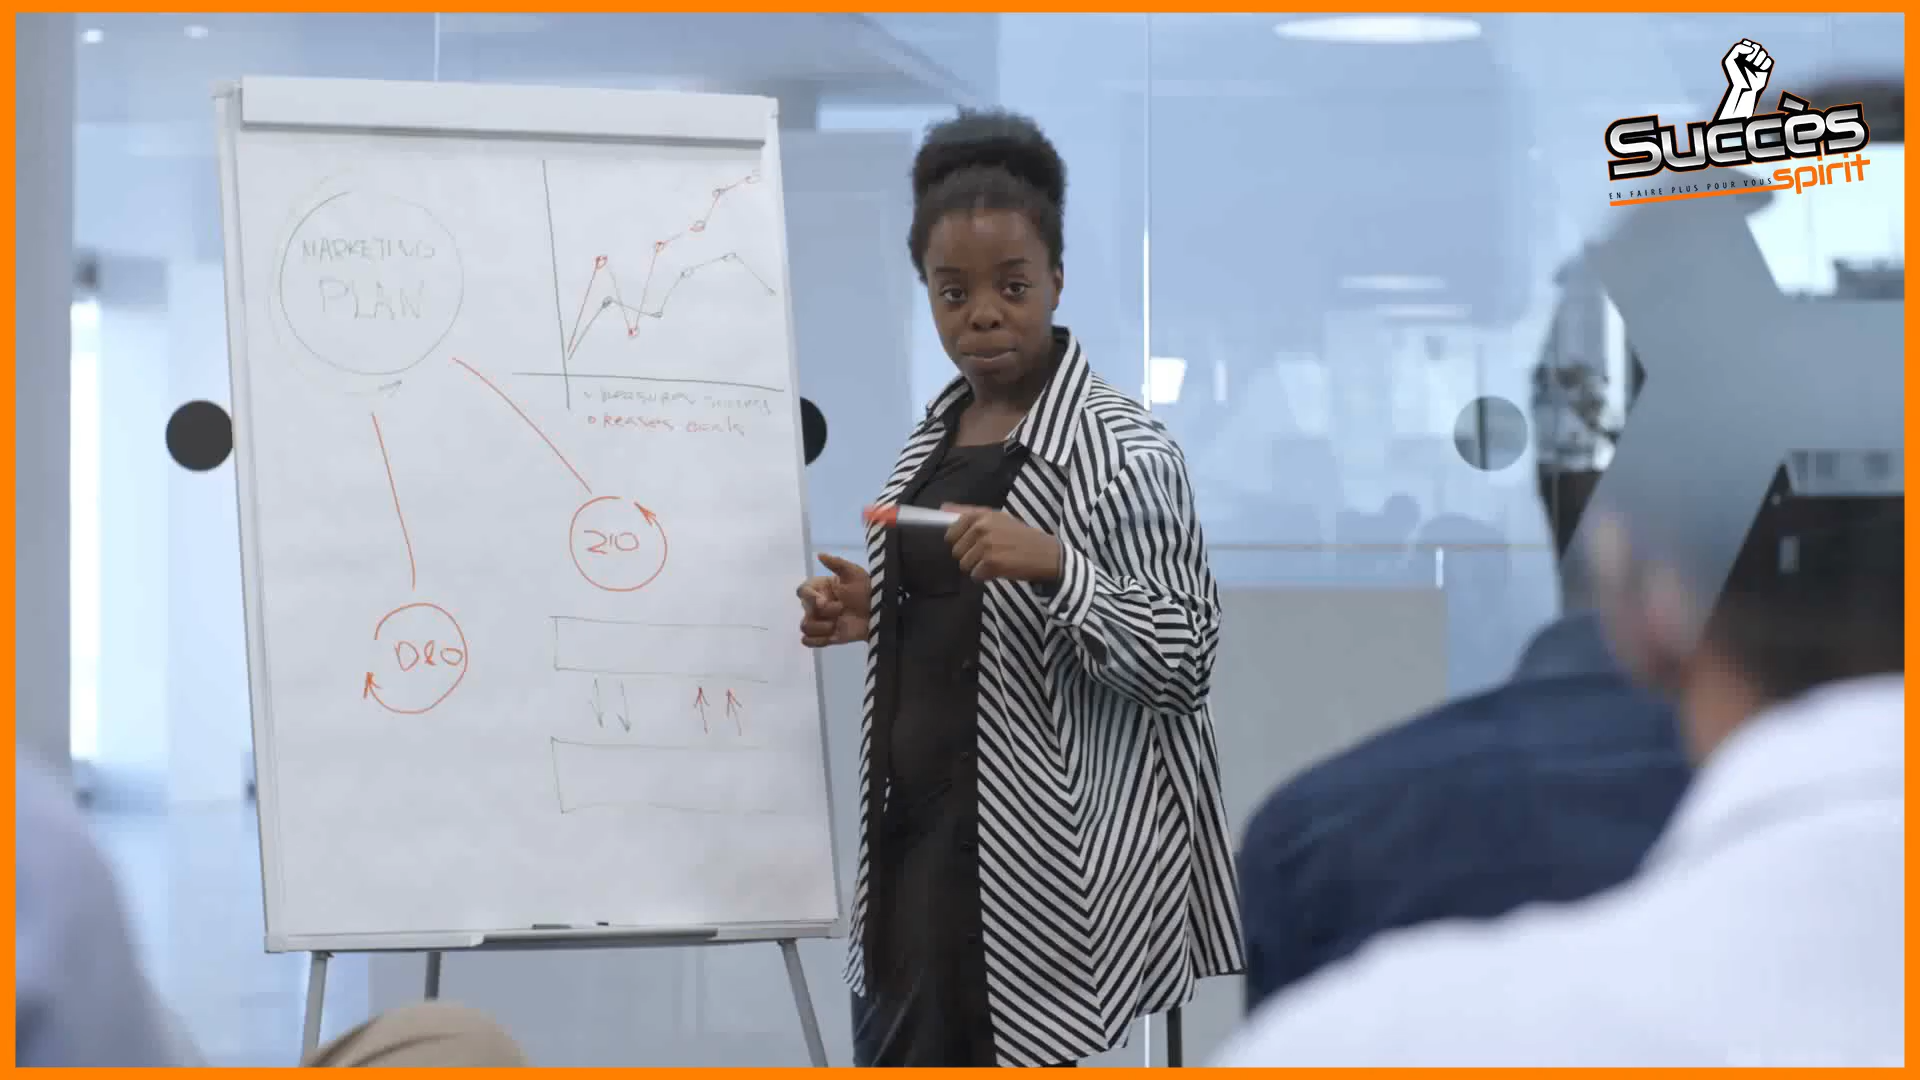 MARKETING
PLAN
210
D&O
Succès
spirit
EN FAIRE PLUS POUR VOUS